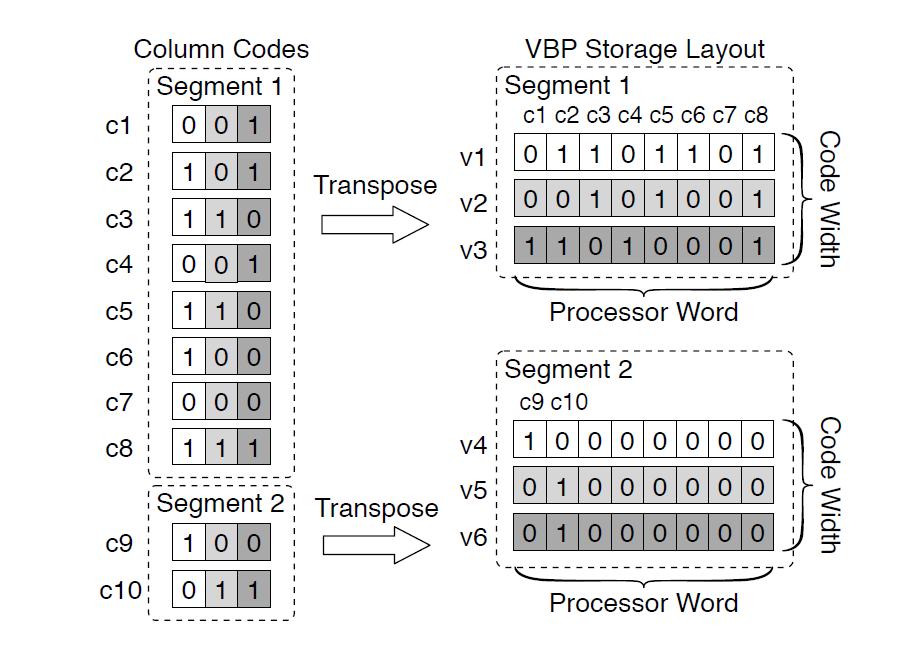 Column Codes
Segment 1
c1 0 0 1
c2 1 0 1
c3 1 1 0
c4 0 0 1
c5 1 1 0
c6 1 0 0
c7 0 0 0
c8 1 1 1
Segment 2
c9 1 0 0
c10 0 1 1
Transpose
Transpose
VBP Storage Layout
Segment 1
c1 c2 c3 c4 c5 c6 c7 c8
v1 0 1 1 0 1 1 0 1
v2 0 0 1 0 1 0 0 1
v3 1 1 0 1 0 0 0 1
Code Width
Processor Word
Segment 2
c9 c10
v4 1 0 0 0 0 0 0 0
v5 0 1 0 0 0 0 0 0
v6 0 1 0 0 0 0 0 0
Code Width
Processor Word